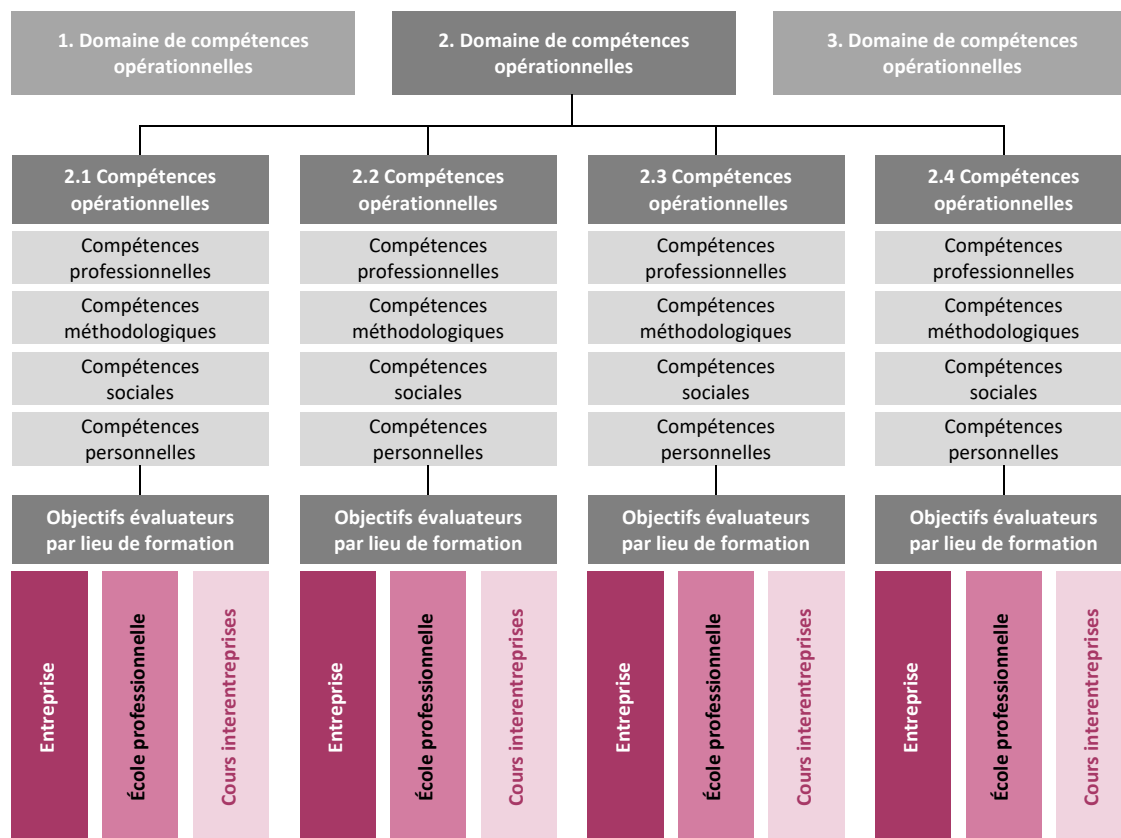 1. Domaine de compétences
opérationnelles
2. Domaine de compétences
opérationnelles
3. Domaine de compétences
opérationnelles
2.1 Compétences
opérationnelles
2.2 Compétences
opérationnelles
2.3 Compétences
opérationnelles
2.4 Compétences
opérationnelles
Compétences
professionnelles
Compétences
professionnelles
Compétences
professionnelles
Compétences
professionnelles
Compétences
méthodologiques
Compétences
méthodologiques
Compétences
méthodologiques
Compétences
méthodologiques
Compétences
sociales
Compétences
sociales
Compétences
sociales
Compétences
sociales
Compétences
personnelles
Compétences
personnelles
Compétences
personnelles
Compétences
personnelles
Objectifs évaluateurs
par lieu de formation
Objectifs évaluateurs
par lieu de formation
Objectifs évaluateurs
par lieu de formation
Objectifs évaluateurs
par lieu de formation
Entreprise
École professionnelle
Cours interentreprises
Entreprise
École professionnelle
Cours interentreprises
Entreprise
École professionnelle
Cours interentreprises
Entreprise
École professionnelle
Cours interentreprises